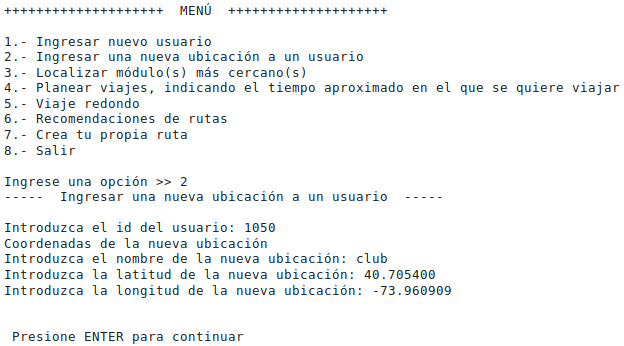 ++++++++++++++++++++  MENÚ  ++++++++++++++++++++
1.- Ingresar nuevo usuario
2.- Ingresar una nueva ubicación a un usuario
3.- Localizar módulo(s) más cercano(s)
4.- Planear viajes, indicando el tiempo aproximado en el que se quiere viajar
5.- Viaje redondo
6.- Recomendaciones de rutas
7.- Crea tu propia ruta
8.- Salir
Ingrese una opción >> 2
-----  Ingresar una nueva ubicación a un usuario  -----
Introduzca el id del usuario: 1050
Coordenadas de la nueva ubicación
Introduzca el nombre de la nueva ubicación: club
Introduzca la latitud de la nueva ubicación: 40.705400
Introduzca la longitud de la nueva ubicación: -73.960909
Presione ENTER para continuar